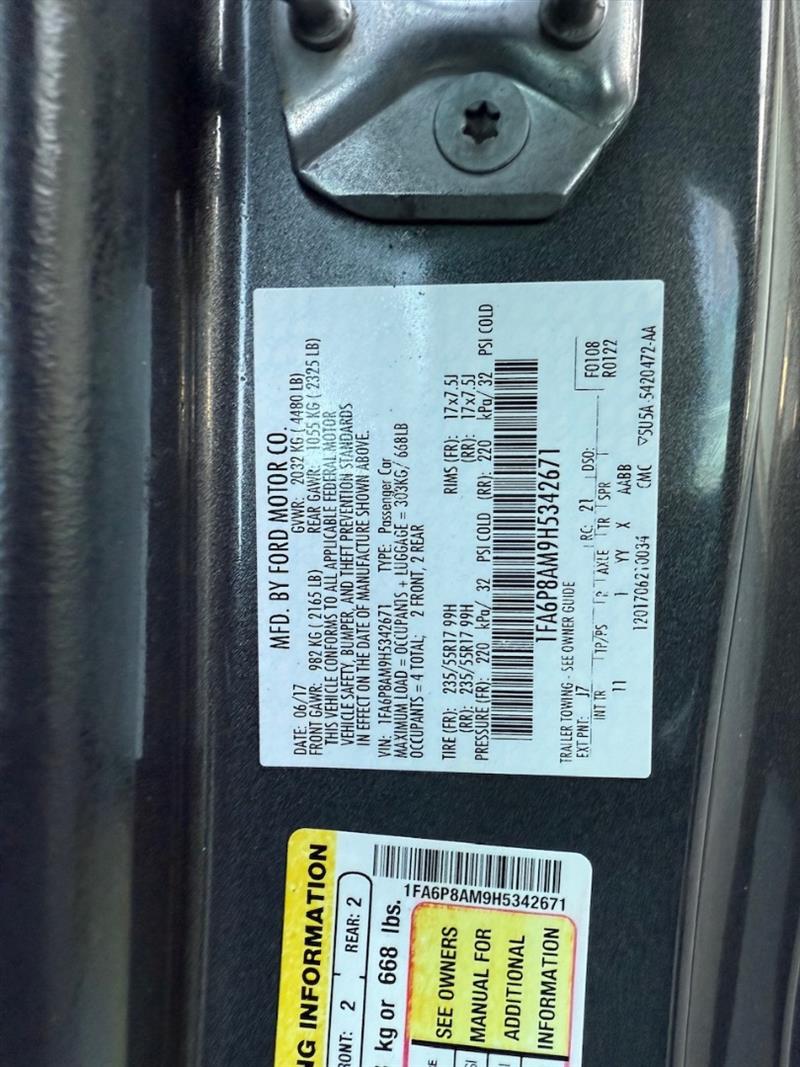 MFD. BY FORD MOTOR CO.
DATE: 06/17 GVWR: 2032 KG ( 4480 LB)
FRONT GAWR: 982 KG ( 2165 LB) REAR GAWR: 1055 KG ( 2325 LB)
THIS VEHICLE CONFORMS TO ALL APPLICABLE FEDERAL MOTOR
VEHICLE SAFETY, BUMPER, AND THEFT PREVENTION STANDARDS
IN EFFECT ON THE DATE OF MANUFACTURE SHOWN ABOVE.
VIN: 1FA6P8AM9H5342671 TYPE: Passenger Car
MAXIMUM LOAD = OCCUPANTS + LUGGAGE = 303KG/ 668LB
OCCUPANTS = 4 TOTAL; 2 FRONT, 2 REAR
TIRE (FR): 235/55R17 99H RIMS (FR): 17x7.5J
(RR): 235/55R17 99H (RR): 17x7.5J
PRESSURE (FR): 220 kPa/ 32 PSI COLD (RR): 220 kPa/ 32 PSI COLD
1FA6P8AM9H5342671
TRAILER TOWING - SEE OWNER GUIDE
EXT PNT: J7 RC: 21 DSO: F0108
R0122
INT TR TP/PS R AXLE TR SPR
11 I YY X AABB
1201706210034 CMC ▽5U5A-5420472-AA
NG INFORMATION
RONT: 2 REAR: 2
kg or 668 lbs.
1FA6P8AM9H5342671
SEE OWNERS
MANUAL FOR
ADDITIONAL
INFORMATION